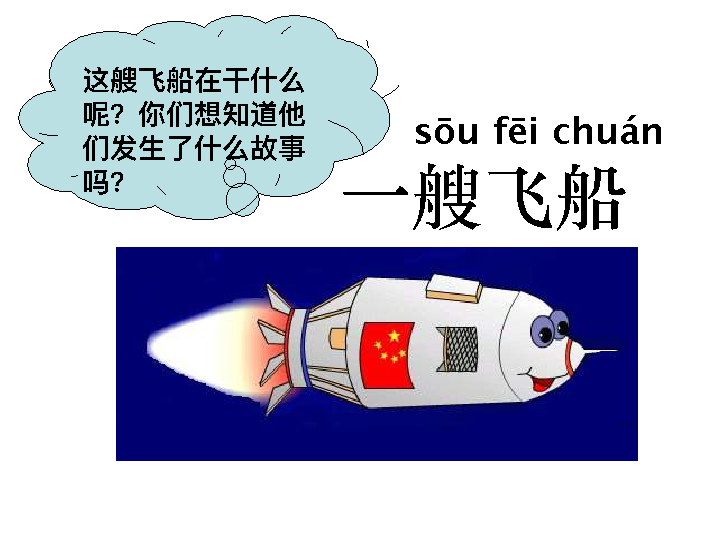 这艘飞船在干什么
呢？你们想知道他
们发生了什么故事
吗？
sōu fēi chuán
一艘飞船